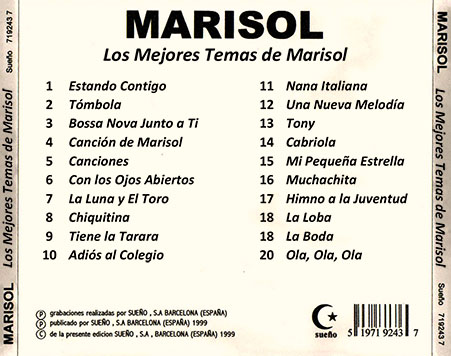 MARISOL
Los Mejores Temas de Marisol
1 Estando Contigo
2 Tómbola
3 Bossa Nova Junto a Ti
4 Canción de Marisol
5 Canciones
6 Con los Ojos Abiertos
7 La Luna y El Toro
8 Chiquitina
9 Tiene la Tarara
10 Adiós al Colegio
11 Nana Italiana
12 Una Nueva Melodía
13 Tony
14 Cabriola
15 Mi Pequeña Estrella
16 Muchachita
17 Himno a la Juventud
18 La Loba
18 La Boda
20 Ola, Ola, Ola
P grabaciones realizadas por SUEÑO , S.A BARCELONA (ESPAÑA)
P publicado por SUEÑO , S.A BARCELONA (ESPAÑA) 1999
C de la presente edicion SUEÑO , S.A BARCELONA (ESPAÑA) 1999
sueño
5 1971 9243 7
MARISOL Los Mejores Temas de Marisol Sueño 719243 7
MARISOL Los Mejores Temas de Marisol Sueño 719243 7